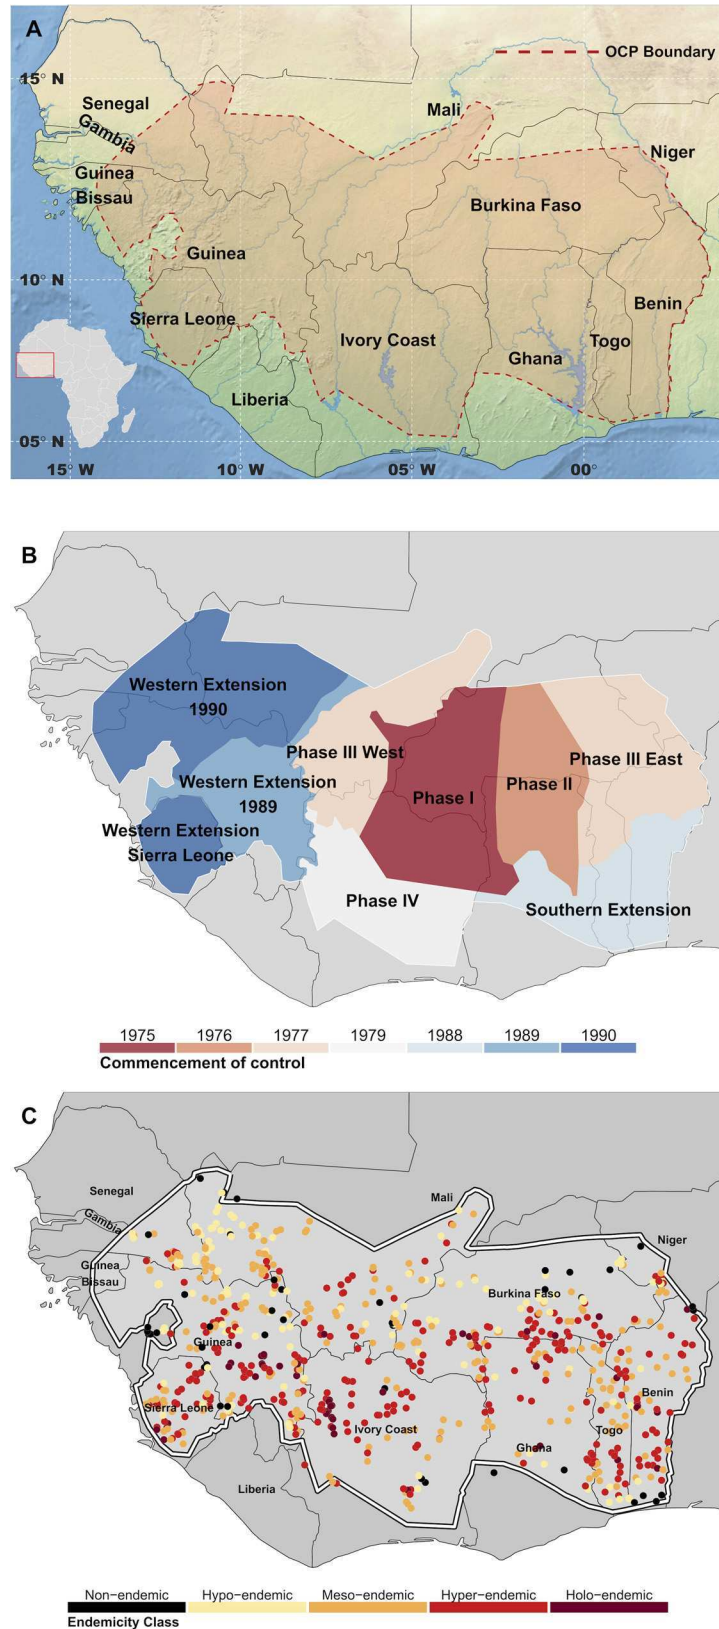 A
OCP Boundary
15° N
Senegal
Mali
Gambia
Niger
Guinea
Bissau
Burkina Faso
Guinea
10° N
Benin
Sierra Leone
Ivory Coast
Togo
Ghana
Liberia
05° N
15° W
10° W
05° W
00°
B
Western Extension
1990
Phase III West
Phase III East
Western Extension
1989
Phase I
Phase II
Western Extension
Sierra Leone
Phase IV
Southern Extension
1975
1976
1977
1979
1988
1989
1990
Commencement of control
C
Senegal
Mali
Gambia
Niger
Guinea
Bissau
Burkina Faso
Guinea
Benin
Sierra Leone
Ivory Coast
Togo
Ghana
Liberia
Non−endemic
Hypo−endemic
Meso−endemic
Hyper−endemic
Holo−endemic
Endemicity Class